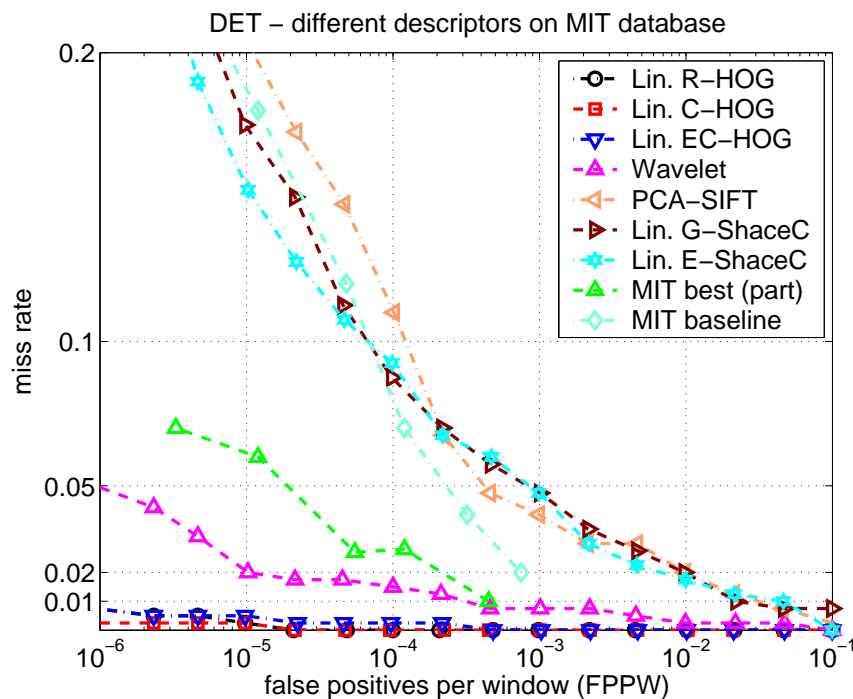 DET – different descriptors on MIT database
0.2
0.1
0.05
0.02
0.01
miss rate
Lin. R−HOG
Lin. C−HOG
Lin. EC−HOG
Wavelet
PCA−SIFT
Lin. G−ShaceC
Lin. E−ShaceC
MIT best (part)
MIT baseline
10^-6 10^-5 10^-4 10^-3 10^-2 10^-1
false positives per window (FPPW)